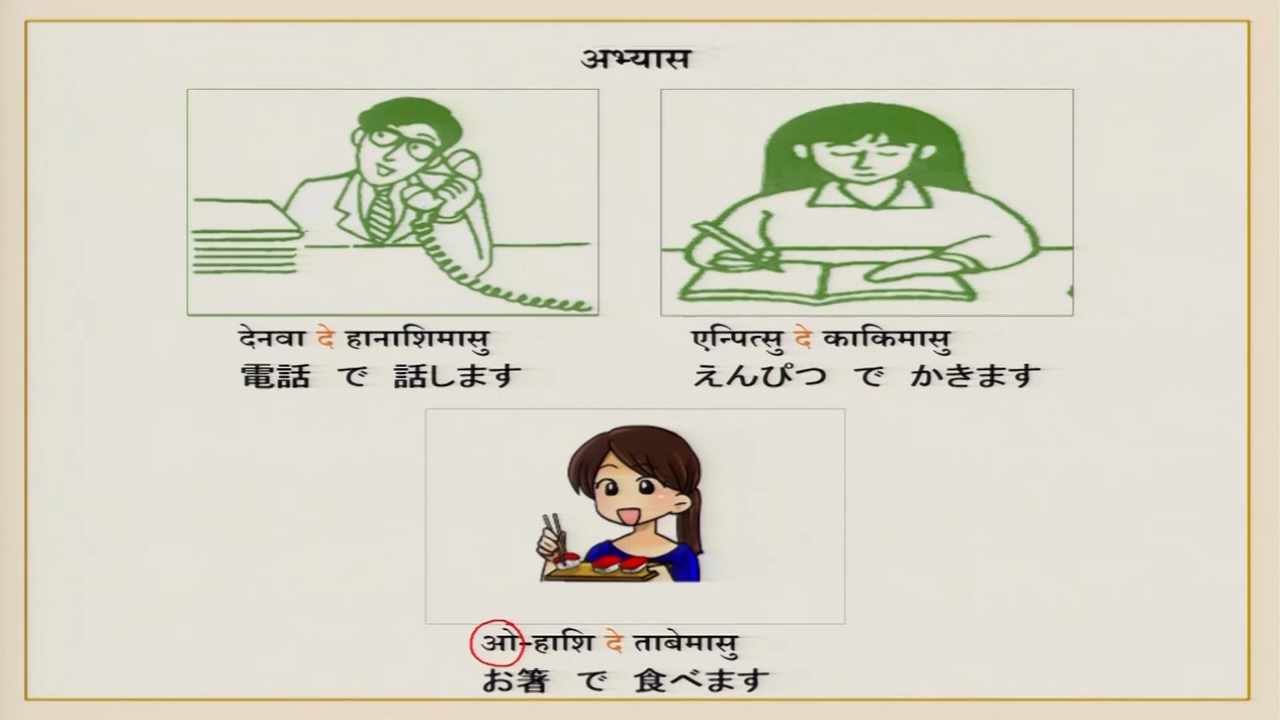 अभ्यास
देनवा दे हानाशिमासु
電話 で 話します
एन्पित्सु दे काकिमासु
えんぴつ で かきます
ओ-हाशि दे ताबेमासु
お箸 で 食べます